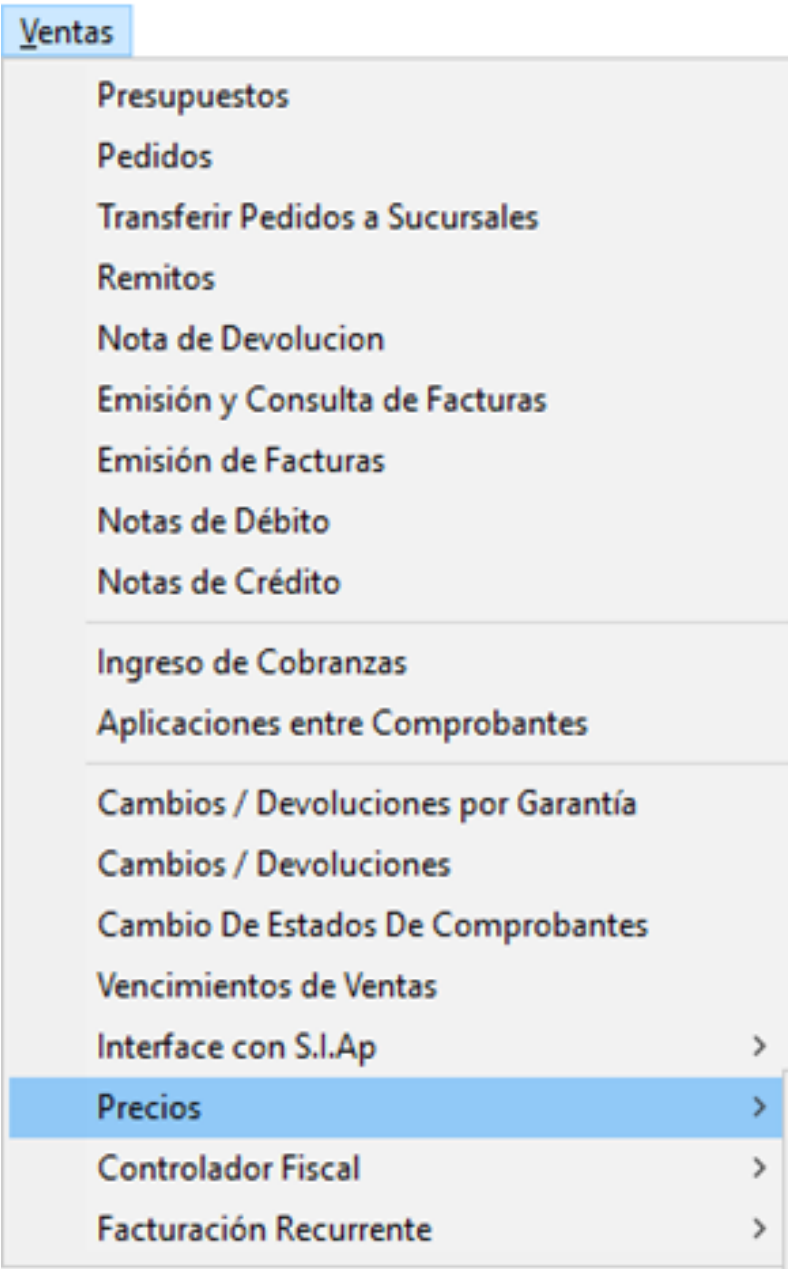 Ventas
Presupuestos
Pedidos
Transferir Pedidos a Sucursales
Remitos
Nota de Devolucion
Emisión y Consulta de Facturas
Emisión de Facturas
Notas de Débito
Notas de Crédito
Ingreso de Cobranzas
Aplicaciones entre Comprobantes
Cambios / Devoluciones por Garantía
Cambios / Devoluciones
Cambio De Estados De Comprobantes
Vencimientos de Ventas
Interface con S.I.Ap
Precios
Controlador Fiscal
Facturación Recurrente